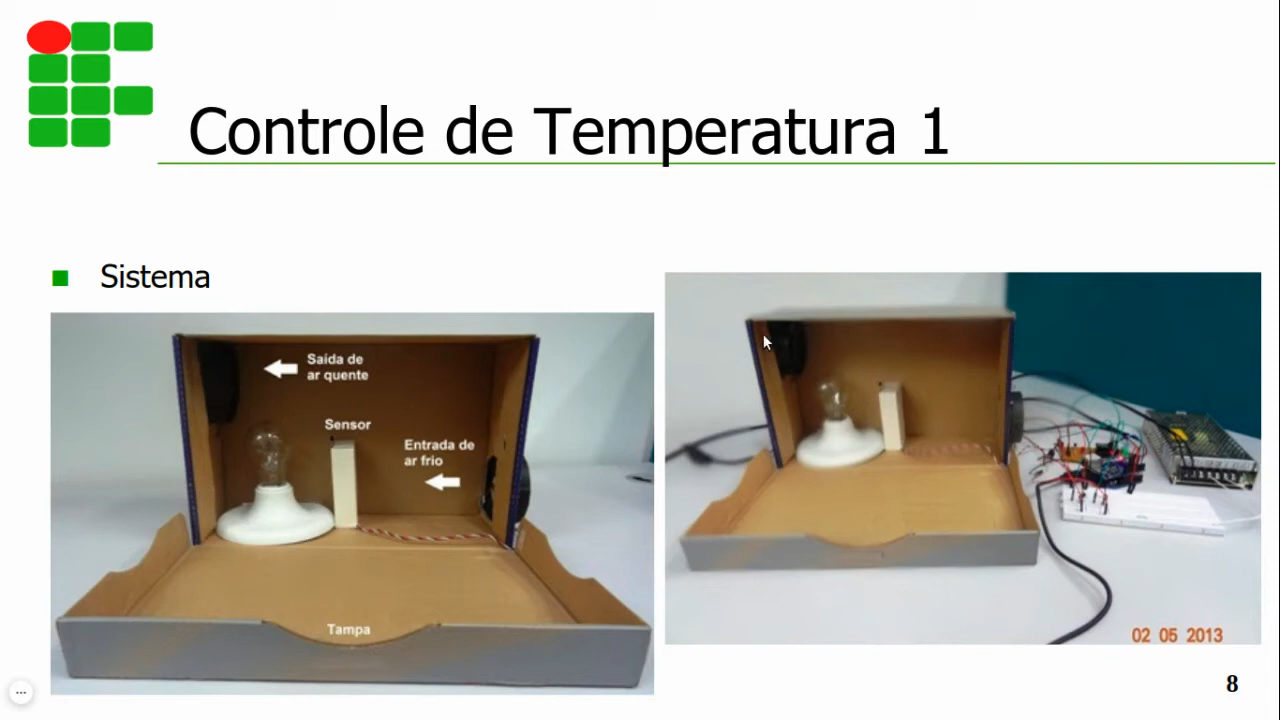 Controle de Temperatura 1
Sistema
Saída de
ar quente
Sensor
Entrada de
ar frio
Tampa
02 05 2013
8